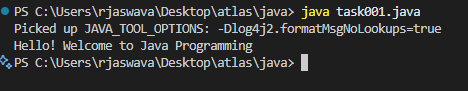 PS C:\Users\rjaswava\Desktop\atlas\java> java task001.java
Picked up JAVA_TOOL_OPTIONS: -Dlog4j2.formatMsgNoLookups=true
Hello! Welcome to Java Programming
PS C:\Users\rjaswava\Desktop\atlas\java>